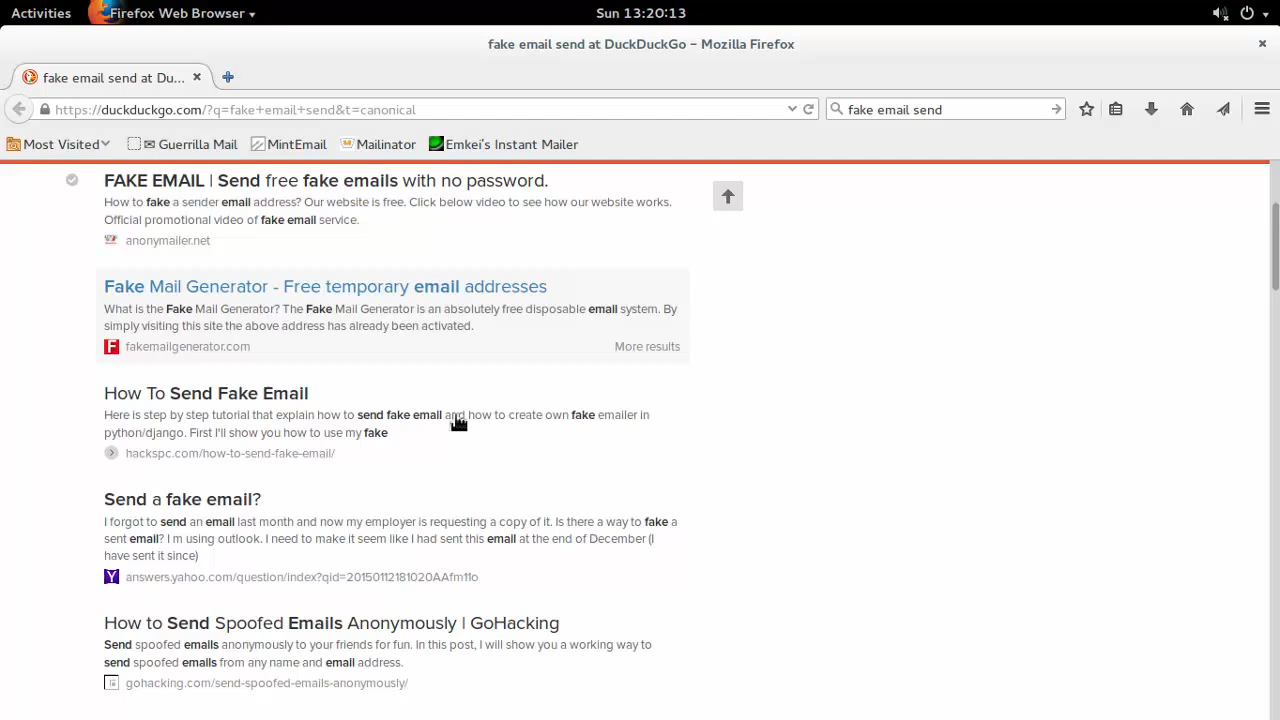 Activities Firefox Web Browser Sun 13:20:13
fake email send at DuckDuckGo – Mozilla Firefox
fake email send at Du...
https://duckduckgo.com/?q=fake+email+send&t=canonical fake email send
Most Visited Guerrilla Mail MintEmail Mailinator Emkei's Instant Mailer
FAKE EMAIL | Send free fake emails with no password.
How to fake a sender email address? Our website is free. Click below video to see how our website works.
Official promotional video of fake email service.
anonymailer.net
Fake Mail Generator - Free temporary email addresses
What is the Fake Mail Generator? The Fake Mail Generator is an absolutely free disposable email system. By
simply visiting this site the above address has already been activated.
fakemailgenerator.com More results
How To Send Fake Email
Here is step by step tutorial that explain how to send fake email and how to create own fake emailer in
python/django. First I'll show you how to use my fake
hackspc.com/how-to-send-fake-email/
Send a fake email?
I forgot to send an email last month and now my employer is requesting a copy of it. Is there a way to fake a
sent email? I m using outlook. I need to make it seem like I had sent this email at the end of December (I
have sent it since)
answers.yahoo.com/question/index?qid=20150112181020AAfm11o
How to Send Spoofed Emails Anonymously | GoHacking
Send spoofed emails anonymously to your friends for fun. In this post, I will show you a working way to
send spoofed emails from any name and email address.
gohacking.com/send-spoofed-emails-anonymously/